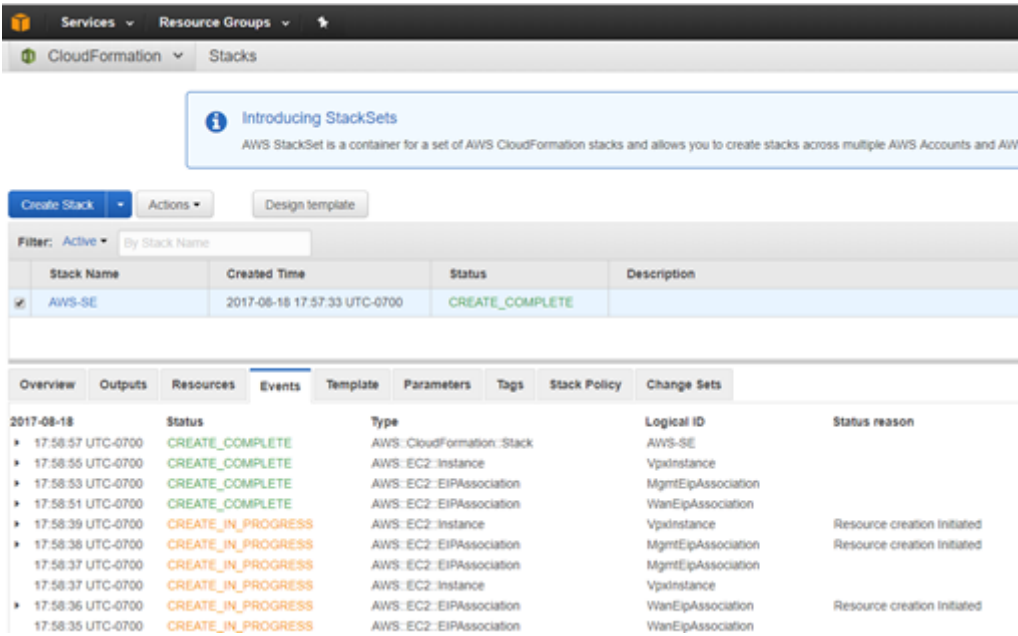 Services Resource Groups
CloudFormation Stacks
Introducing StackSets
AWS StackSet is a container for a set of AWS CloudFormation stacks and allows you to create stacks across multiple AWS Accounts and AW
Create Stack Actions Design template
Filter: Active By Stack Name
Stack Name Created Time Status Description
AWS-SE 2017-08-18 17:57:33 UTC-0700 CREATE_COMPLETE
Overview Outputs Resources Events Template Parameters Tags Stack Policy Change Sets
2017-08-18 Status Type Logical ID Status reason
17:58:57 UTC-0700 CREATE_COMPLETE AWS::CloudFormation::Stack AWS-SE
17:58:55 UTC-0700 CREATE_COMPLETE AWS::EC2::Instance VpxInstance
17:58:53 UTC-0700 CREATE_COMPLETE AWS::EC2::EIPAssociation MgmtEipAssociation
17:58:51 UTC-0700 CREATE_COMPLETE AWS::EC2::EIPAssociation WanEipAssociation
17:58:39 UTC-0700 CREATE_IN_PROGRESS AWS::EC2::Instance VpxInstance Resource creation Initiated
17:58:38 UTC-0700 CREATE_IN_PROGRESS AWS::EC2::EIPAssociation MgmtEipAssociation Resource creation Initiated
17:58:37 UTC-0700 CREATE_IN_PROGRESS AWS::EC2::EIPAssociation MgmtEipAssociation
17:58:37 UTC-0700 CREATE_IN_PROGRESS AWS::EC2::Instance VpxInstance
17:58:36 UTC-0700 CREATE_IN_PROGRESS AWS::EC2::EIPAssociation WanEipAssociation Resource creation Initiated
17:58:35 UTC-0700 CREATE_IN_PROGRESS AWS::EC2::EIPAssociation WanEipAssociation